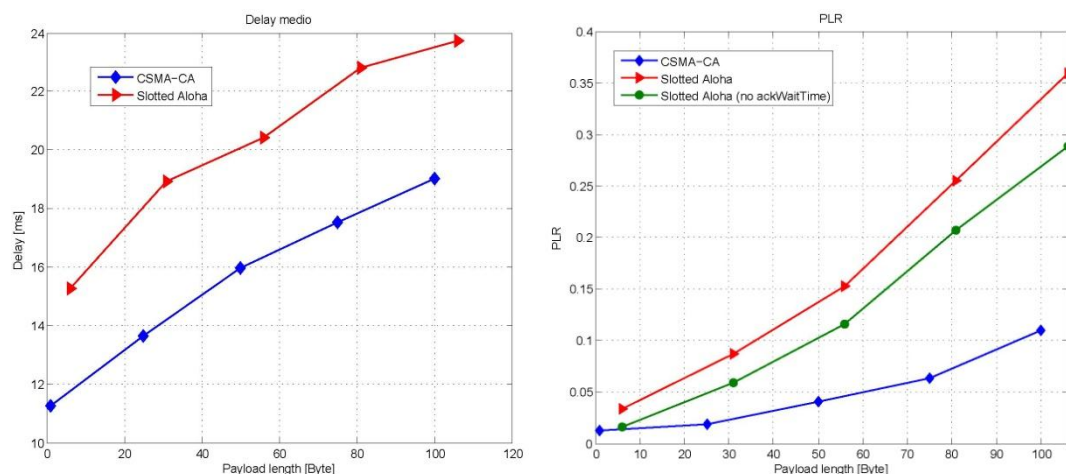 Delay medio
24
22
20
18
16
14
12
10
Delay [ms]
CSMA-CA
Slotted Aloha
0 20 40 60 80 100 120
Payload length [Byte]
PLR
0.4
0.35
0.3
0.25
0.2
0.15
0.1
0.05
0
PLR
CSMA-CA
Slotted Aloha
Slotted Aloha (no ackWaitTime)
0 10 20 30 40 50 60 70 80 90 100
Payload length [Byte]